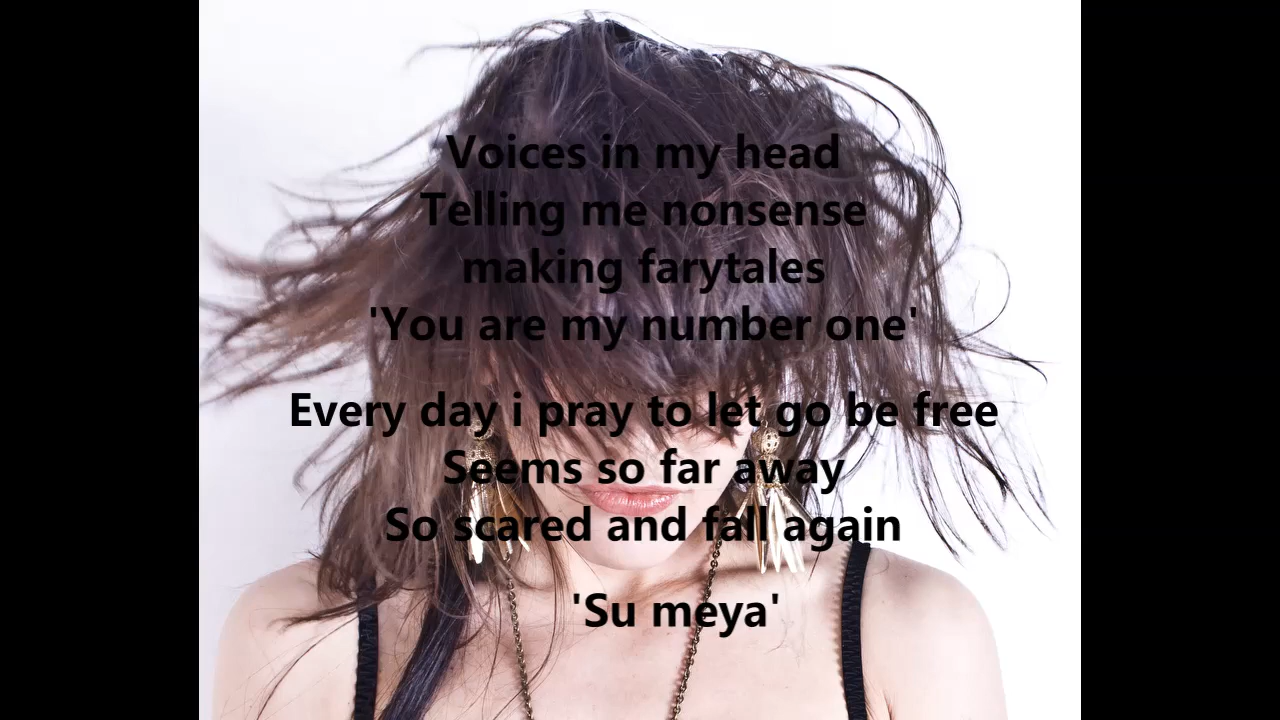 Voices in my head
Telling me nonsense
making farytales
'You are my number one'
Every day i pray to let go be free
Seems so far away
So scared and fall again
'Su meya'